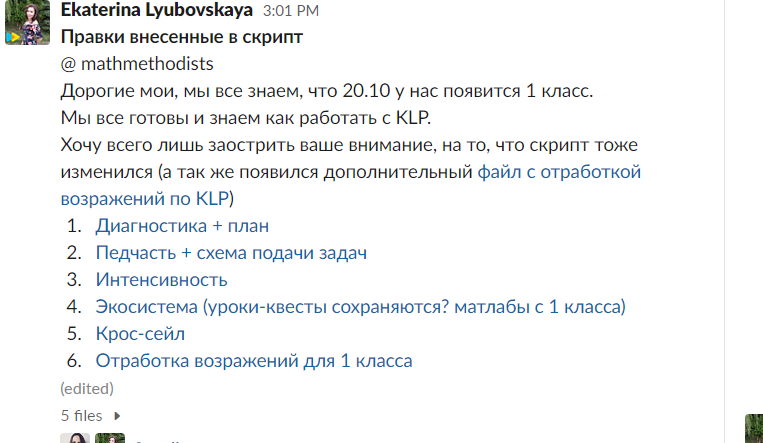 Ekaterina Lyubovskaya 3:01 PM
Правки внесенные в скрипт
@ mathmethodists
Дорогие мои, мы все знаем, что 20.10 у нас появится 1 класс.
Мы все готовы и знаем как работать с KLP.
Хочу всего лишь заострить ваше внимание, на то, что скрипт тоже
изменился (а так же появился дополнительный файл с отработкой
возражений по KLP)
1. Диагностика + план
2. Педчасть + схема подачи задач
3. Интенсивность
4. Экосистема (уроки-квесты сохраняются? матлабы с 1 класса)
5. Крос-сейл
6. Отработка возражений для 1 класса
(edited)
5 files